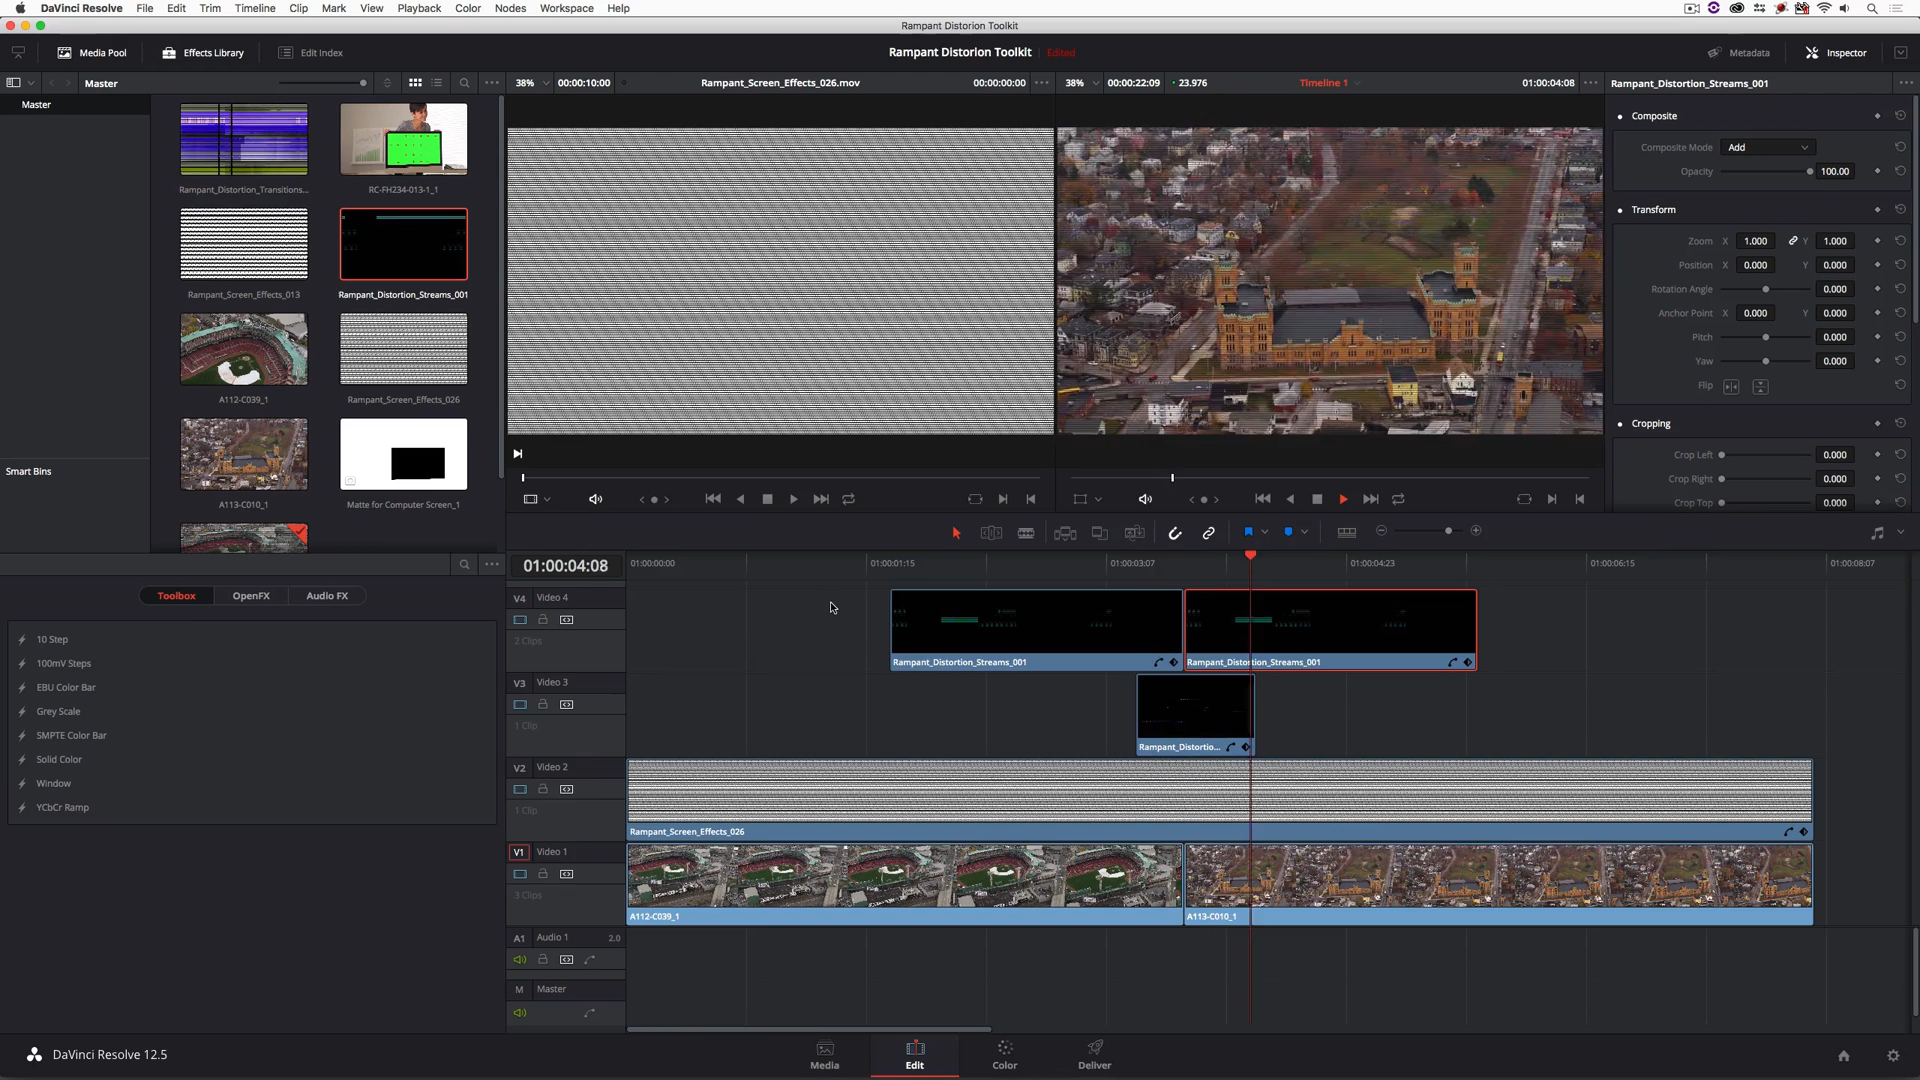 DaVinci Resolve File Edit Trim Timeline Clip Mark View Playback Color Nodes Workspace Help
Rampant Distorion Toolkit
Media Pool Effects Library Edit Index Rampant Distorion Toolkit Edited Metadata Inspector
Master 38% 00:00:10:00 Rampant_Screen_Effects_026.mov 00:00:00:00 38% 00:00:22:09 23.976 Timeline 1 01:00:04:08 Rampant_Distortion_Streams_001
Master
Composite
Composite Mode Add
Opacity 100.00
Rampant_Distortion_Transitions... RC-FH234-013-1_1
Transform
Zoom X 1.000 Y 1.000
Position X 0.000 Y 0.000
Rotation Angle 0.000
Rampant_Screen_Effects_013 Rampant_Distortion_Streams_001
Anchor Point X 0.000 Y 0.000
Pitch 0.000
Yaw 0.000
Flip
A112-C039_1 Rampant_Screen_Effects_026
Cropping
Crop Left 0.000
Smart Bins
Crop Right 0.000
Crop Top 0.000
A113-C010_1 Matte for Computer Screen_1
01:00:04:08 01:00:00:00 01:00:01:15 01:00:03:07 01:00:04:23 01:00:06:15 01:00:08:07
Toolbox OpenFX Audio FX
V4 Video 4
2 Clips
Rampant_Distortion_Streams_001 Rampant_Distortion_Streams_001
10 Step
100mV Steps
EBU Color Bar
Grey Scale
SMPTE Color Bar
Solid Color
Window
YCbCr Ramp
V3 Video 3
1 Clip
Rampant_Distortio...
V2 Video 2
1 Clip
Rampant_Screen_Effects_026
V1 Video 1
3 Clips
A112-C039_1 A113-C010_1
A1 Audio 1 2.0
M Master
DaVinci Resolve 12.5 Media Edit Color Deliver